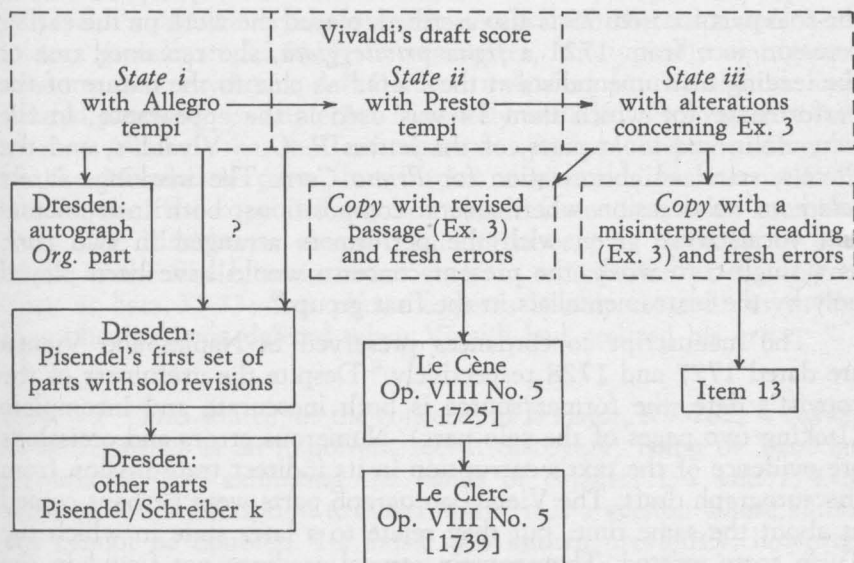 Vivaldi's draft score
State i
with Allegro
tempi
State ii
with Presto
tempi
State iii
with alterations
concerning Ex. 3
Dresden:
autograph
Org. part
?
Copy with revised
passage (Ex. 3)
and fresh errors
Copy with a
misinterpreted reading
(Ex. 3) and fresh errors
Dresden:
Pisendel's first set of
parts with solo revisions
Le Cène
Op. VIII No. 5
[1725]
Item 13
Dresden:
other parts
Pisendel/Schreiber k
Le Clerc
Op. VIII No. 5
[1739]